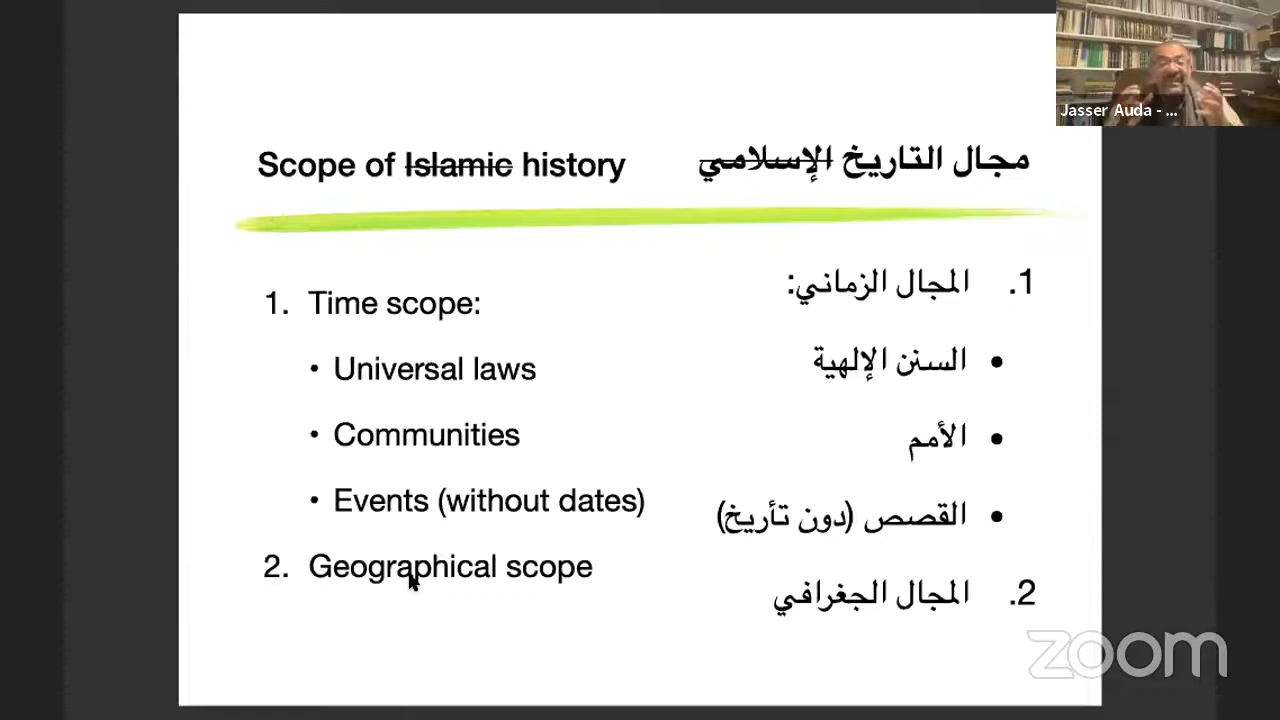 Jasser Auda - ...
Scope of Islamic history
مجال التاريخ الإسلامي
1. Time scope:
• Universal laws
• Communities
• Events (without dates)
2. Geographical scope
1. المجال الزماني:
• السنن الإلهية
• الأمم
• القصص (دون تأريخ)
2. المجال الجغرافي
zoom